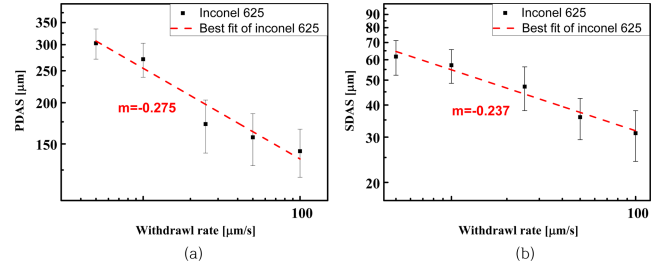 350
300
250
200
150
PDAS [μm]
Inconel 625
Best fit of inconel 625
m=-0.275
100
Withdrawl rate [μm/s]
(a)
90
80
70
60
50
40
30
20
SDAS [μm]
Inconel 625
Best fit of inconel 625
m=-0.237
100
Withdrawl rate [μm/s]
(b)